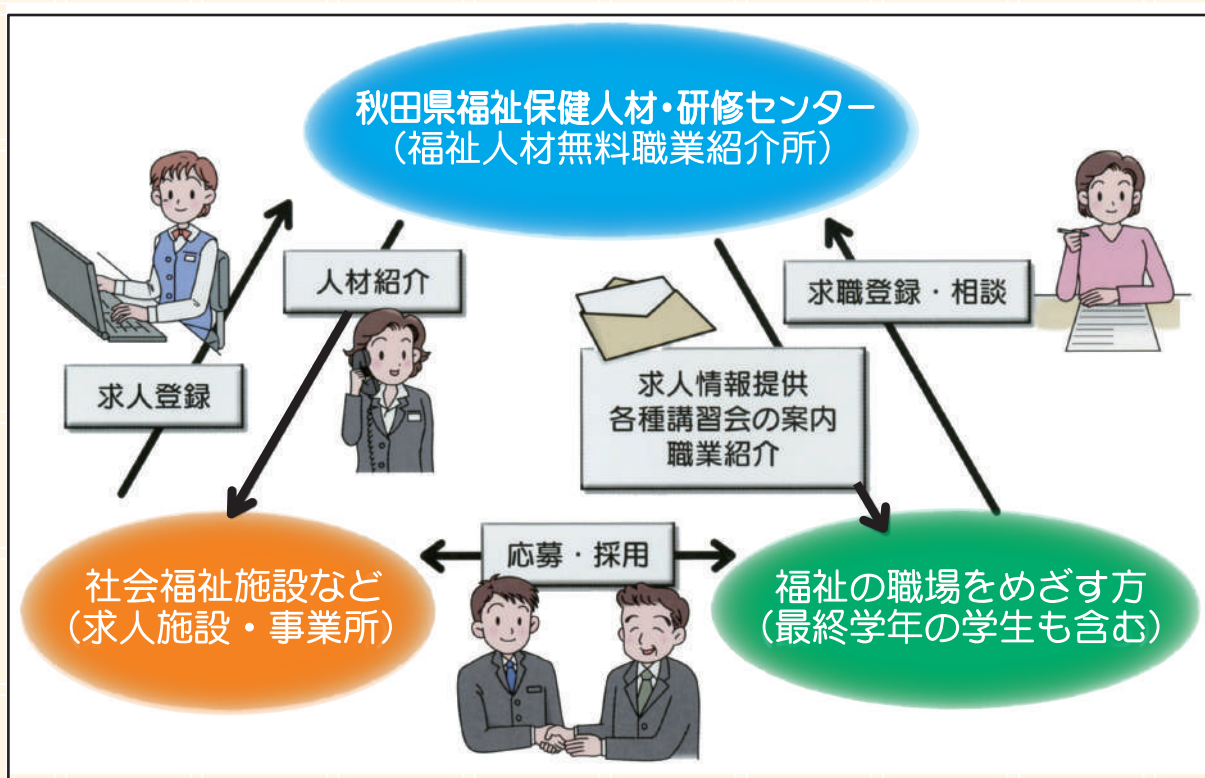 秋田県福祉保健人材・研修センター
（福祉人材無料職業紹介所）
人材紹介
求職登録・相談
求人登録
求人情報提供
各種講習会の案内
職業紹介
応募・採用
社会福祉施設など
（求人施設・事業所）
福祉の職場をめざす方
（最終学年の学生も含む）